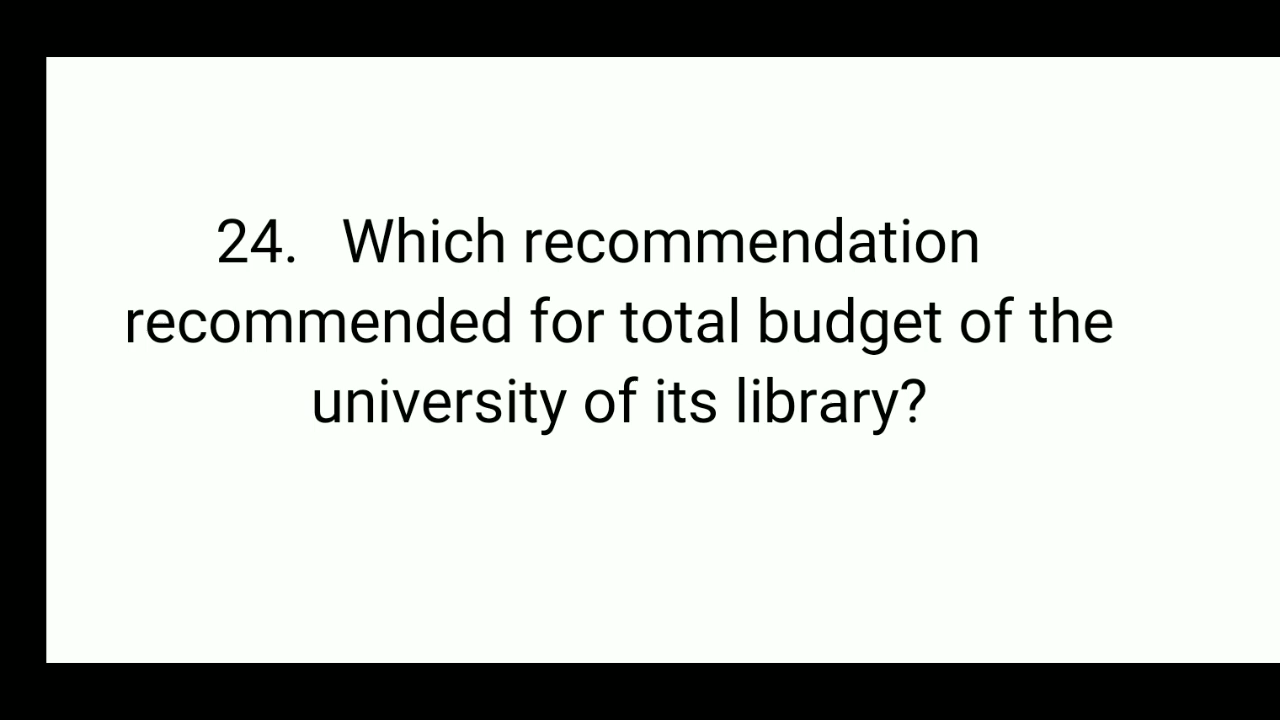 24. Which recommendation
recommended for total budget of the
university of its library?